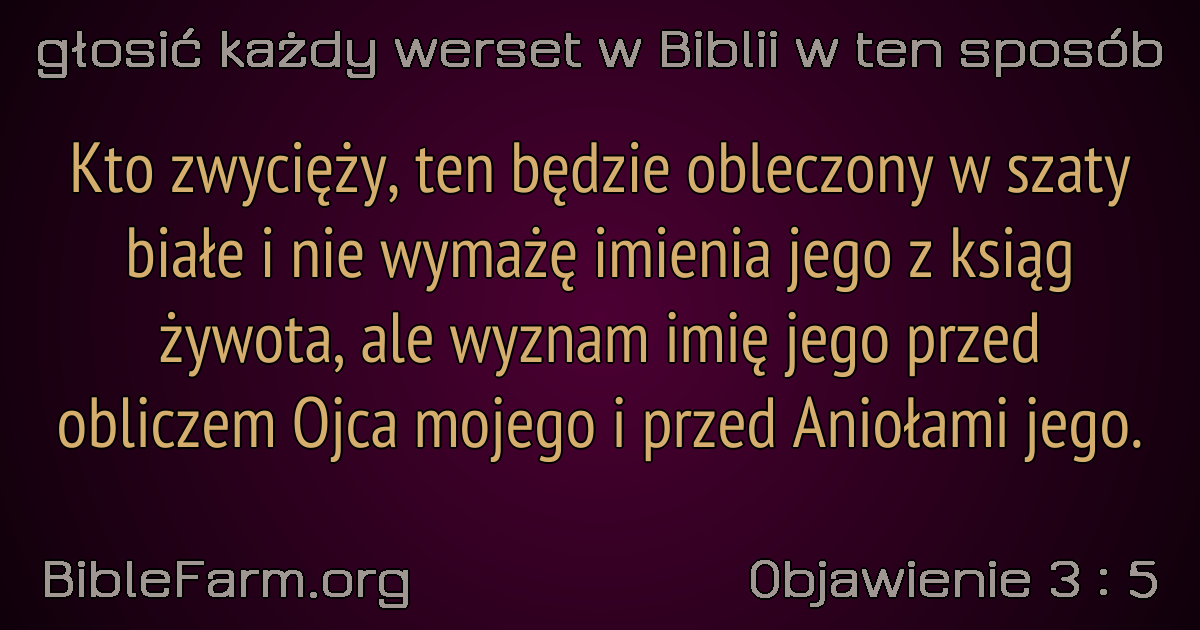 głosić każdy werset w Biblii w ten sposób
Kto zwycięży, ten będzie obleczony w szaty
białe i nie wymażę imienia jego z ksiąg
żywota, ale wyznam imię jego przed
obliczem Ojca mojego i przed Aniołami jego.
BibleFarm.org
Objawienie 3 : 5